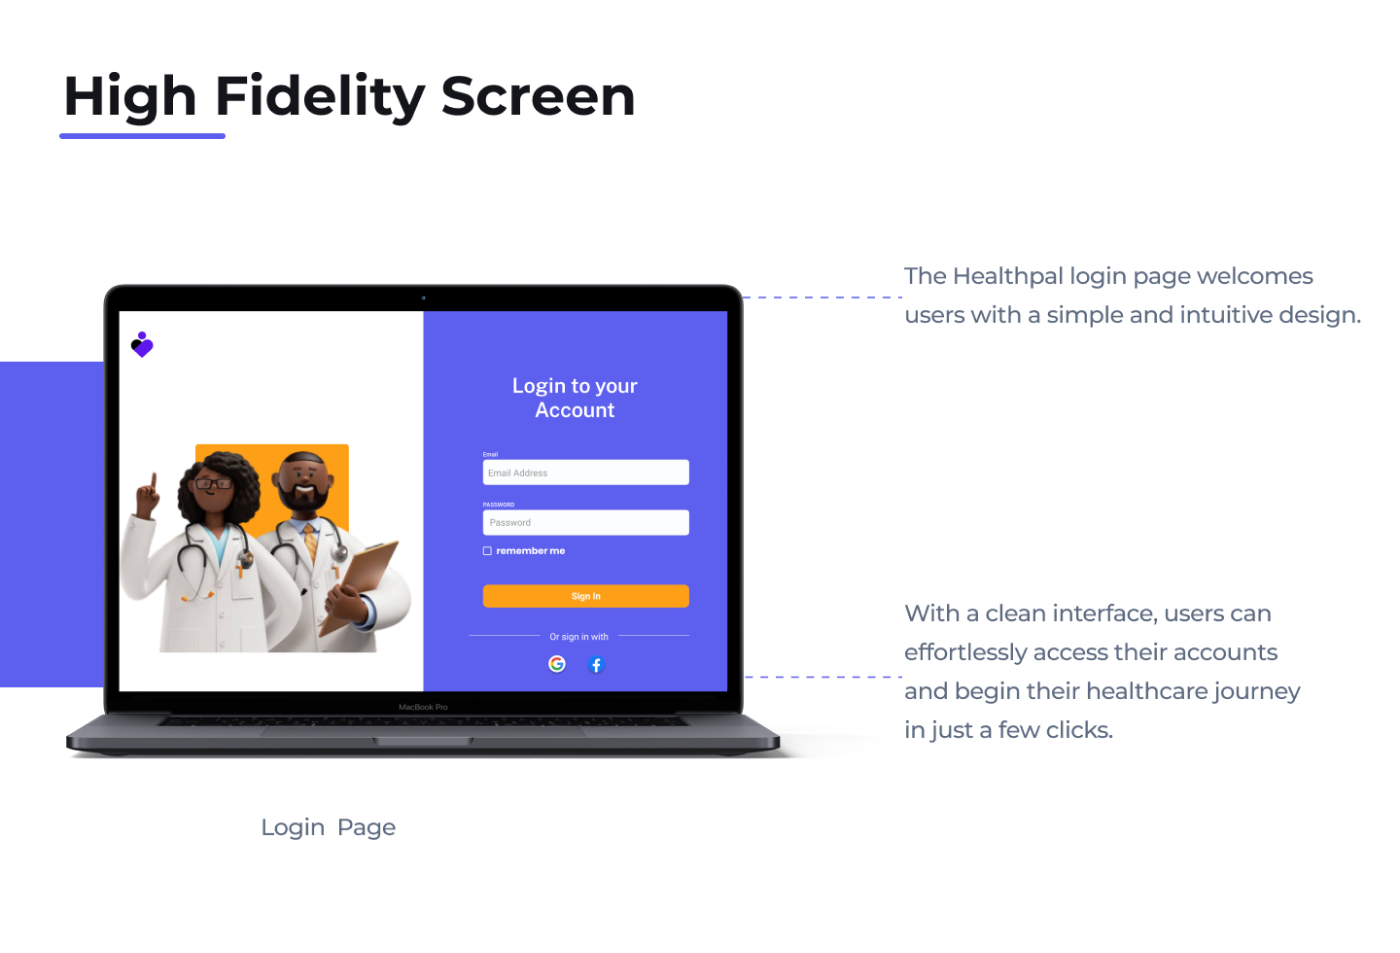 High Fidelity Screen
The Healthpal login page welcomes
users with a simple and intuitive design.
Login to your
Account
Email
Email Address
PASSWORD
Password
remember me
Sign In
Or sign in with
With a clean interface, users can
effortlessly access their accounts
and begin their healthcare journey
in just a few clicks.
MacBook Pro
Login Page